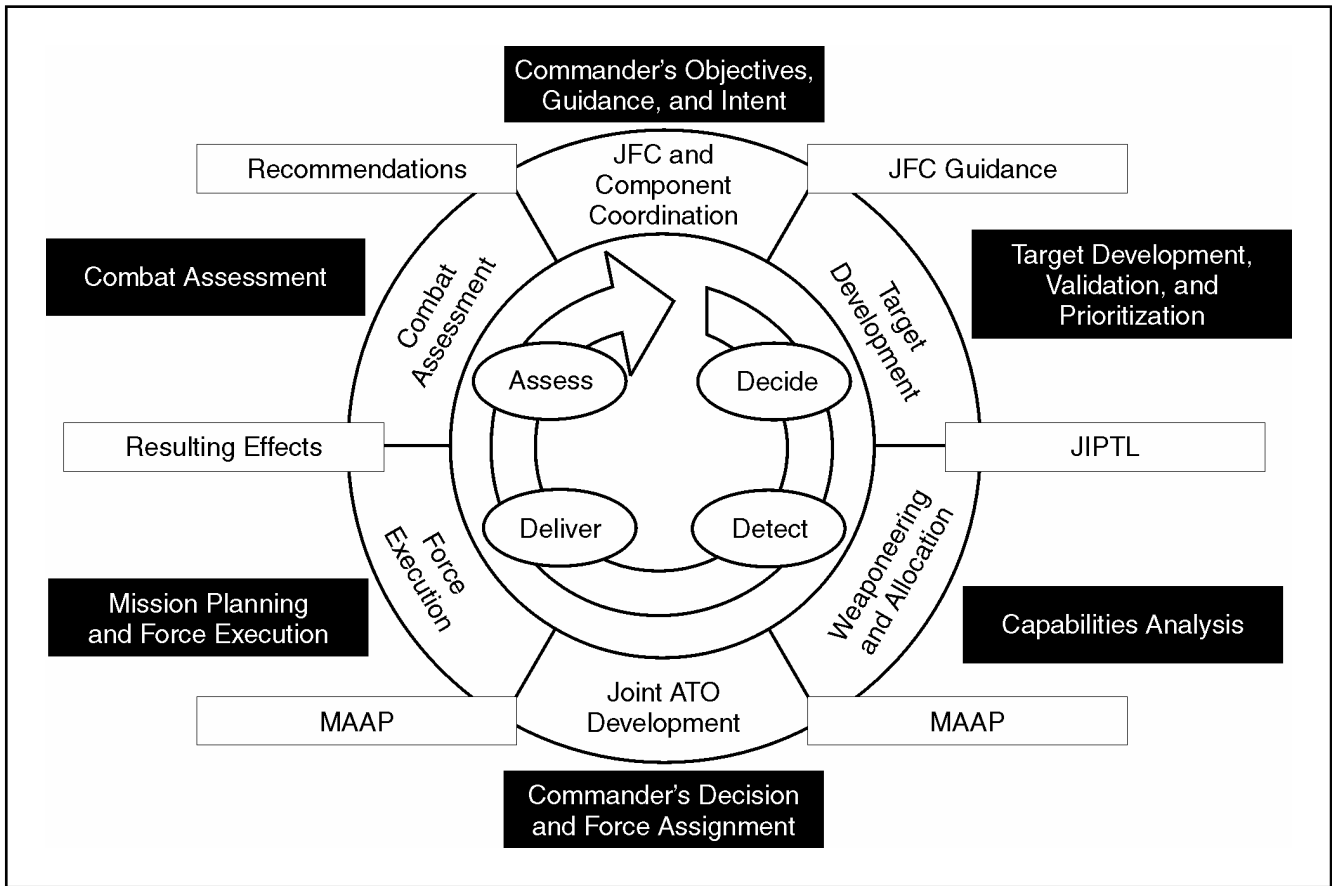 Commander's Objectives,
Guidance, and Intent
Recommendations
JFC and
Component
Coordination
JFC Guidance
Combat Assessment
Combat
Assessment
Target
Development
Target Development,
Validation, and
Prioritization
Assess
Decide
Resulting Effects
JIPTL
Deliver
Detect
Force
Execution
Weaponeering
and Allocation
Mission Planning
and Force Execution
Capabilities Analysis
MAAP
Joint ATO
Development
MAAP
Commander's Decision
and Force Assignment